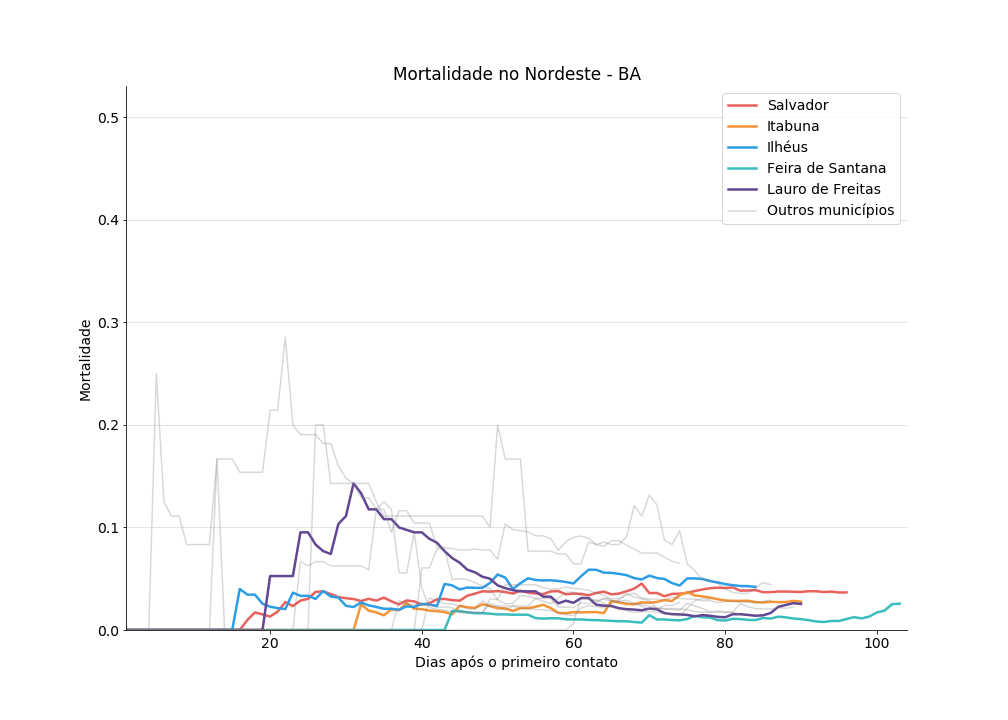 Mortalidade no Nordeste - BA
Salvador
Itabuna
Ilhéus
Feira de Santana
Lauro de Freitas
Outros municípios
0.5
0.4
0.3
0.2
0.1
0.0
Mortalidade
20 40 60 80 100
Dias após o primeiro contato